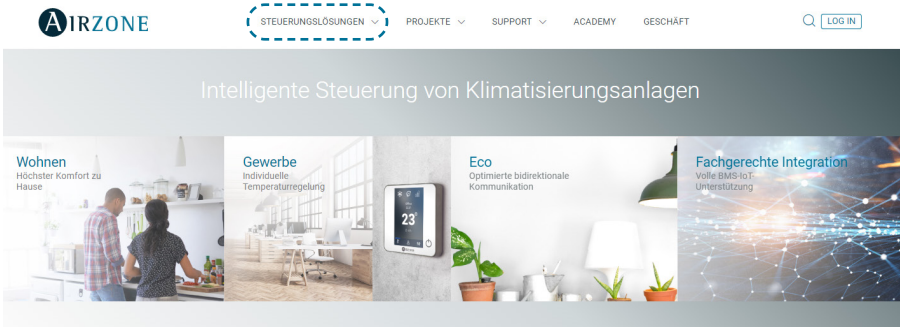 AIRZONE
STEUERUNGSLÖSUNGEN
PROJEKTE
SUPPORT
ACADEMY
GESCHÄFT
LOG IN
Intelligente Steuerung von Klimatisierungsanlagen
Wohnen
Höchster Komfort zu
Hause
Gewerbe
Individuelle
Temperaturregelung
23°
Eco
Optimierte bidirektionale
Kommunikation
Fachgerechte Integration
Volle BMS-IoT-
Unterstützung